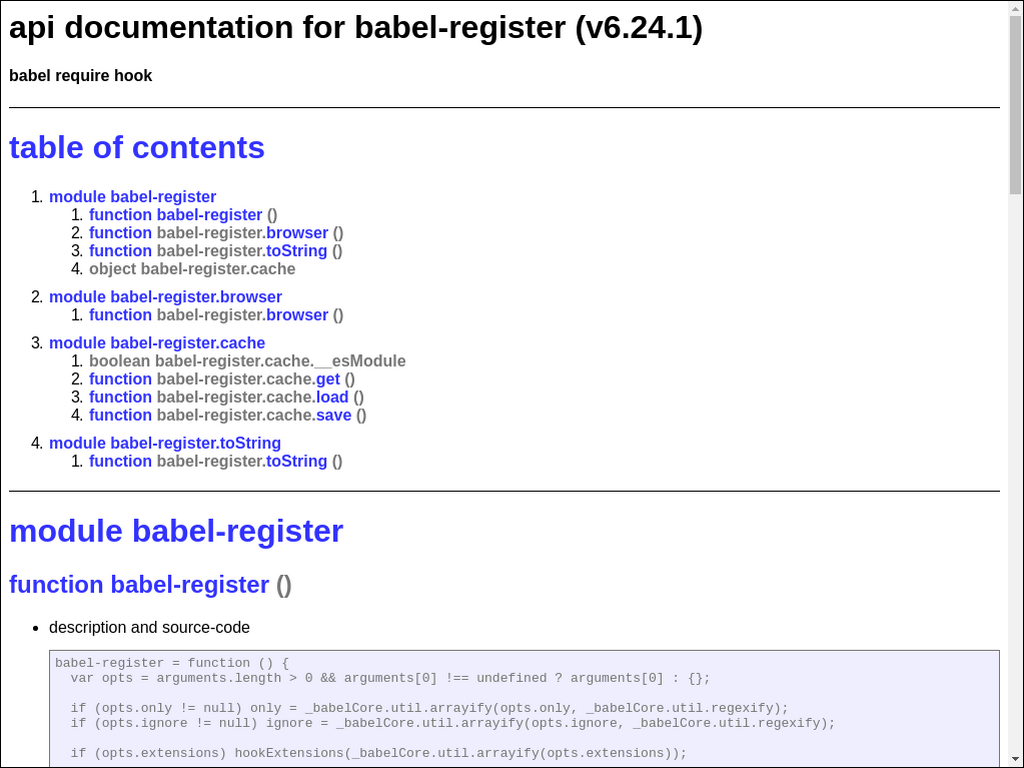 api documentation for babel-register (v6.24.1)
babel require hook
table of contents
1. module babel-register
1. function babel-register ()
2. function babel-register.browser ()
3. function babel-register.toString ()
4. object babel-register.cache
2. module babel-register.browser
1. function babel-register.browser ()
3. module babel-register.cache
1. boolean babel-register.cache.__esModule
2. function babel-register.cache.get ()
3. function babel-register.cache.load ()
4. function babel-register.cache.save ()
4. module babel-register.toString
1. function babel-register.toString ()
module babel-register
function babel-register ()
• description and source-code
babel-register = function () {
  var opts = arguments.length > 0 && arguments[0] !== undefined ? arguments[0] : {};
  if (opts.only != null) only = _babelCore.util.arrayify(opts.only, _babelCore.util.regexify);
  if (opts.ignore != null) ignore = _babelCore.util.arrayify(opts.ignore, _babelCore.util.regexify);
  if (opts.extensions) hookExtensions(_babelCore.util.arrayify(opts.extensions));